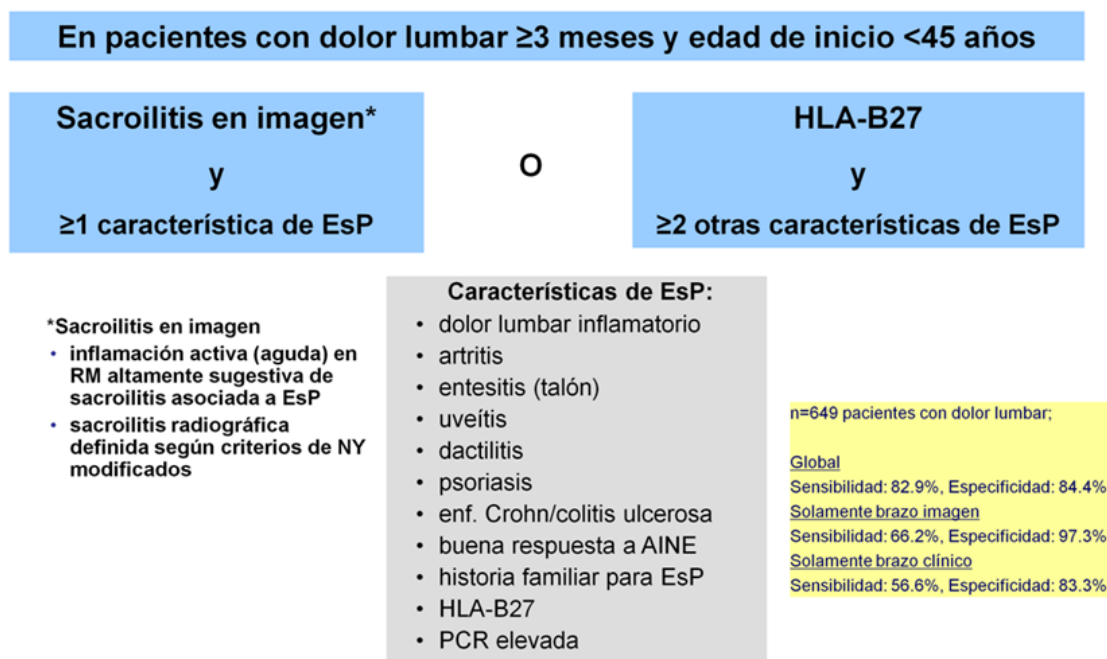 En pacientes con dolor lumbar ≥3 meses y edad de inicio <45 años
Sacroilitis en imagen*
y
≥1 característica de EsP
O
HLA-B27
y
≥2 otras características de EsP
*Sacroilitis en imagen
• inflamación activa (aguda) en
RM altamente sugestiva de
sacroilitis asociada a EsP
• sacroilitis radiográfica
definida según criterios de NY
modificados
Características de EsP:
• dolor lumbar inflamatorio
• artritis
• entesitis (talón)
• uveítis
• dactilitis
• psoriasis
• enf. Crohn/colitis ulcerosa
• buena respuesta a AINE
• historia familiar para EsP
• HLA-B27
• PCR elevada
n=649 pacientes con dolor lumbar;
Global
Sensibilidad: 82.9%, Especificidad: 84.4%
Solamente brazo imagen
Sensibilidad: 66.2%, Especificidad: 97.3%
Solamente brazo clínico
Sensibilidad: 56.6%, Especificidad: 83.3%